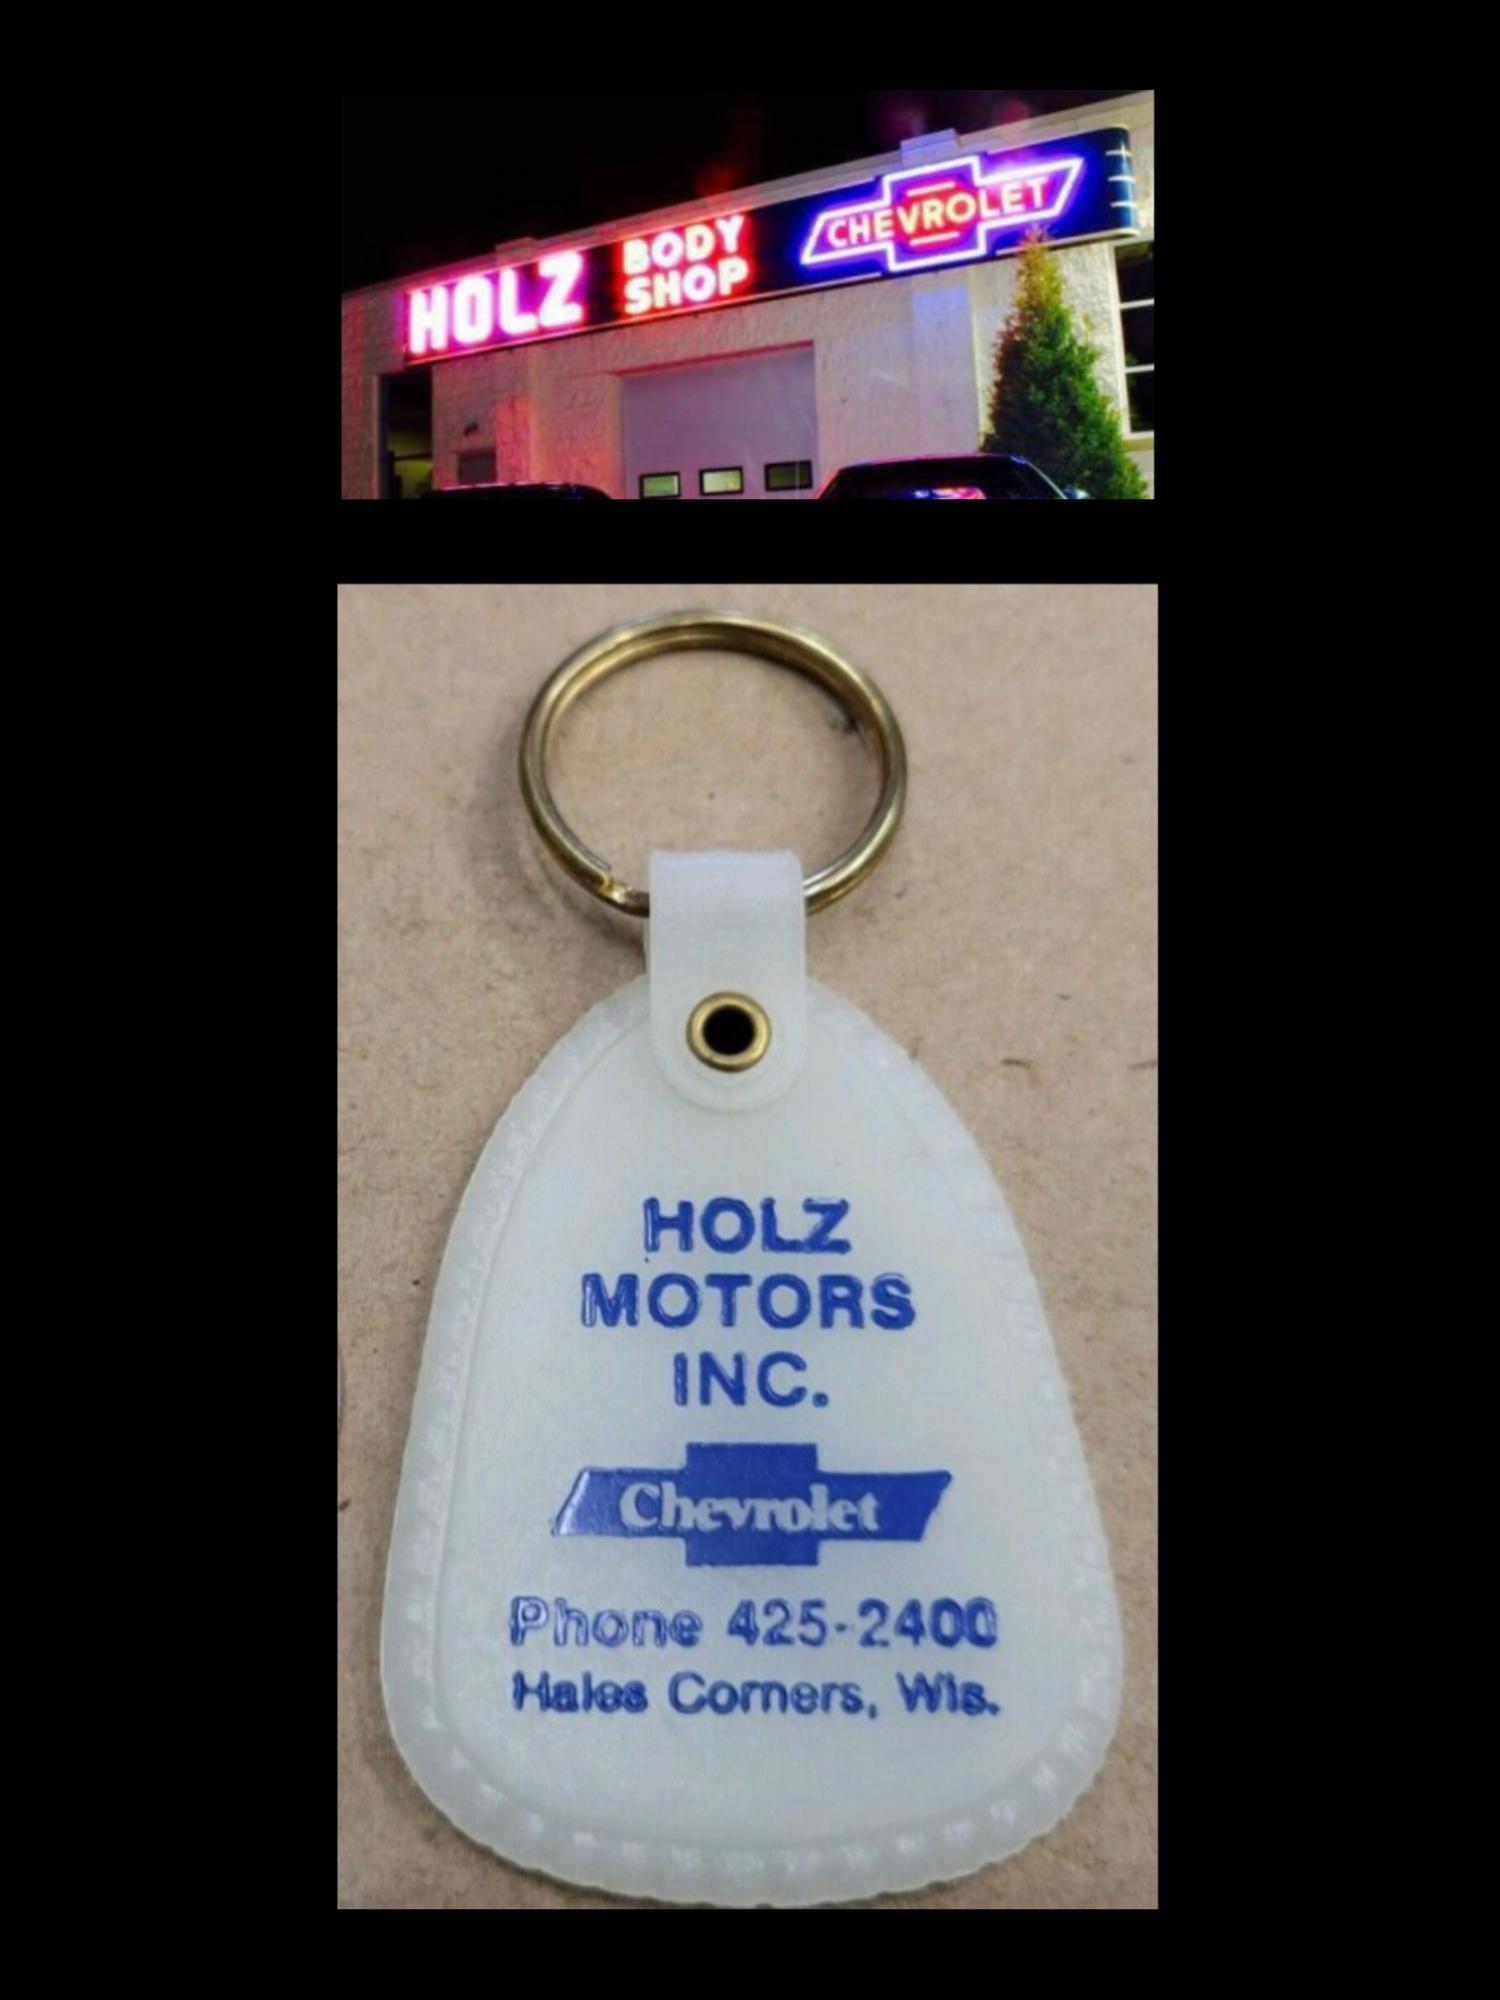 HOLZ BODY SHOP CHEVROLET
HOLZ
MOTORS
INC.
Chevrolet
Phone 425-2400
Hales Corners, Wis.